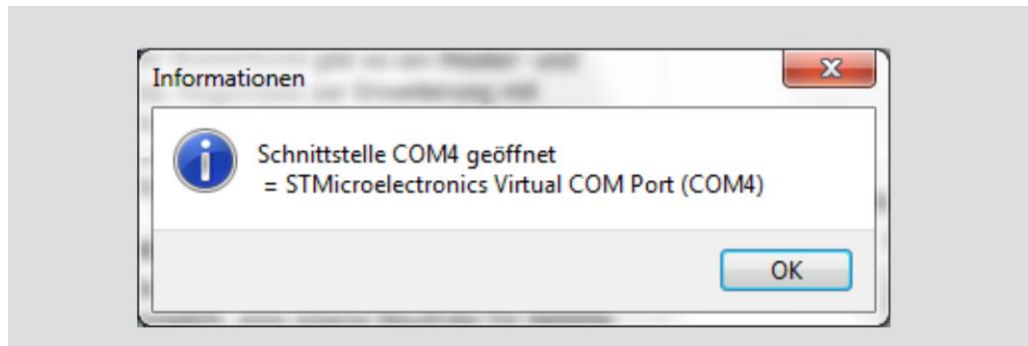 Informationen
Schnittstelle COM4 geöffnet
= STMicroelectronics Virtual COM Port (COM4)
OK